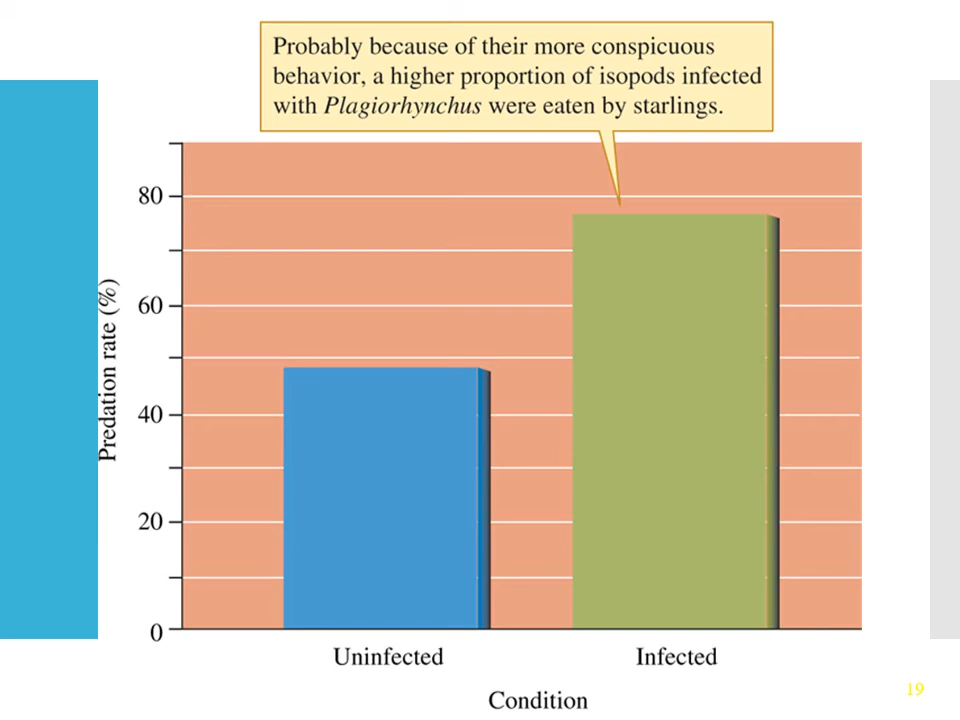 Probably because of their more conspicuous
behavior, a higher proportion of isopods infected
with Plagiorhynchus were eaten by starlings.
Predation rate (%)
80
60
40
20
0
Uninfected
Infected
Condition
19